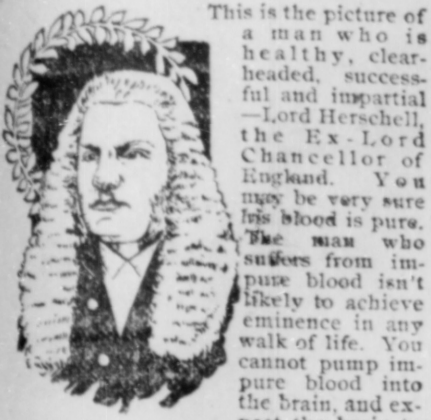 This is the picture of
a man who is
healthy, clear-
headed, success-
ful and impartial
—Lord Herschell,
the Ex-Lord
Chancellor of
England. You
may be very sure
his blood is pure.
The man who
suffers from im-
pure blood isn't
likely to achieve
eminence in any
walk of life. You
cannot pump im-
pure blood into
the brain, and ex-